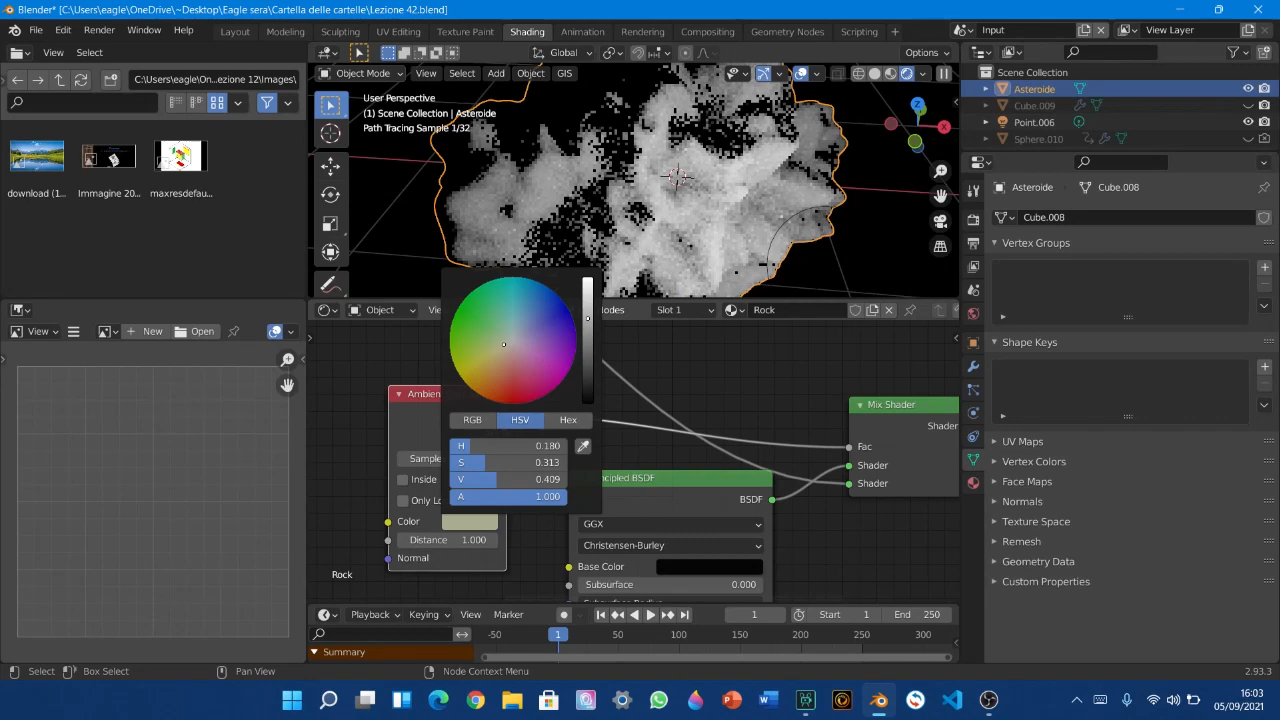 Blender* [C:\Users\eagle\OneDrive\~Desktop\Eagle sera\Cartella delle cartelle\Lezione 42.blend]
File Edit Render Window Help Layout Modeling Sculpting UV Editing Texture Paint Shading Animation Rendering Compositing Geometry Nodes Scripting + Input View Layer
View Select Global Options
C:\Users\eagle\On...ezione 12\Images\ Object Mode View Select Add Object GIS Scene Collection
User Perspective
(1) Scene Collection | Asteroide
Path Tracing Sample 1/32
Asteroide
Cube.009
Point.006
Sphere.010
X
Z
download (1... Immagine 20... maxresdefau...
Asteroide Cube.008
Cube.008
Vertex Groups
Shape Keys
UV Maps
Vertex Colors
Face Maps
Normals
Texture Space
Remesh
Geometry Data
Custom Properties
View New Open
Object Vie Nodes Slot 1 Rock
Ambien
Sample
Inside
Only Lo
Color
Distance 1.000
Normal
RGB HSV Hex
H 0.180
S 0.313
V 0.409
A 1.000
ncipled BSDF
BSDF
GGX
Christensen-Burley
Base Color
Subsurface 0.000
Mix Shader
Shader
Fac
Shader
Shader
Rock
Playback Keying View Marker 1 Start 1 End 250
-50 1 50 100 150 200 250 300
Summary
Select Box Select Pan View Node Context Menu 2.93.3
16:03
05/09/2021